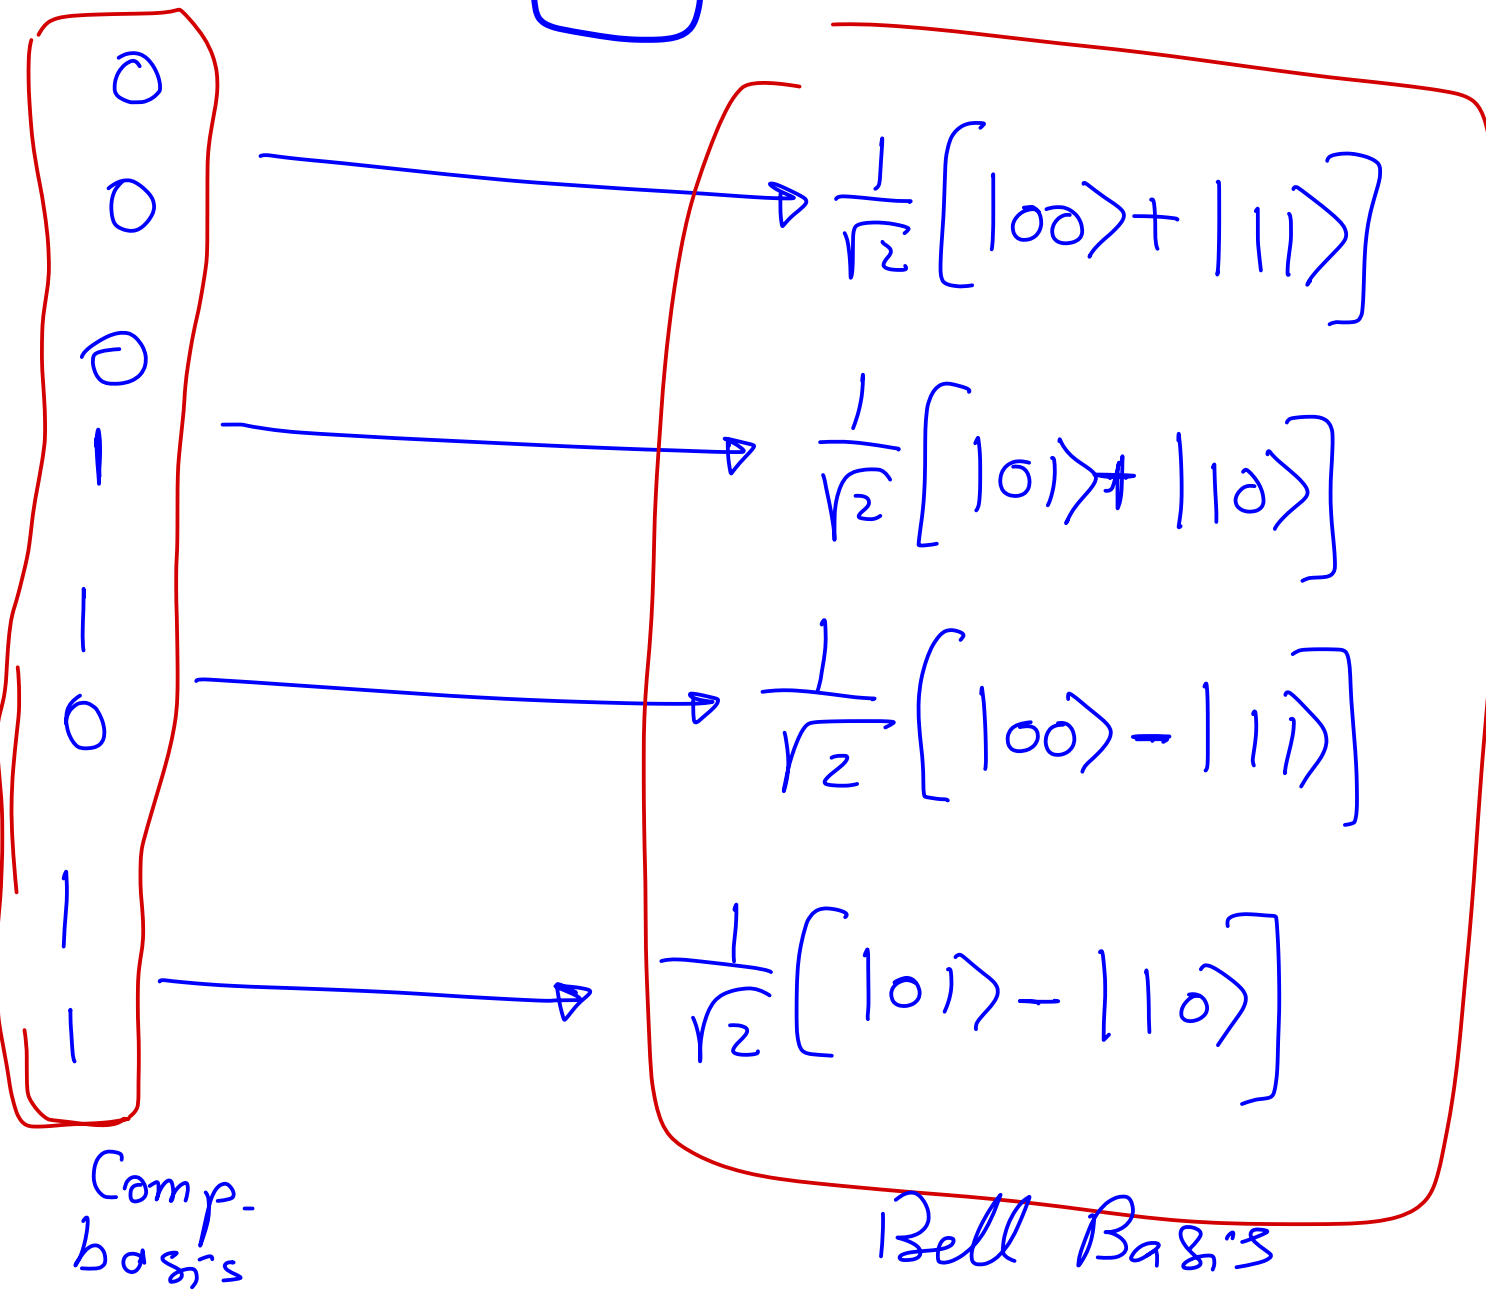 0
0 → 1/√2 [|00⟩ + |11⟩]
0
1 → 1/√2 [|01⟩ + |10⟩]
1
0 → 1/√2 [|00⟩ - |11⟩]
1
1 → 1/√2 [|01⟩ - |10⟩]
Comp.
basis
Bell Basis